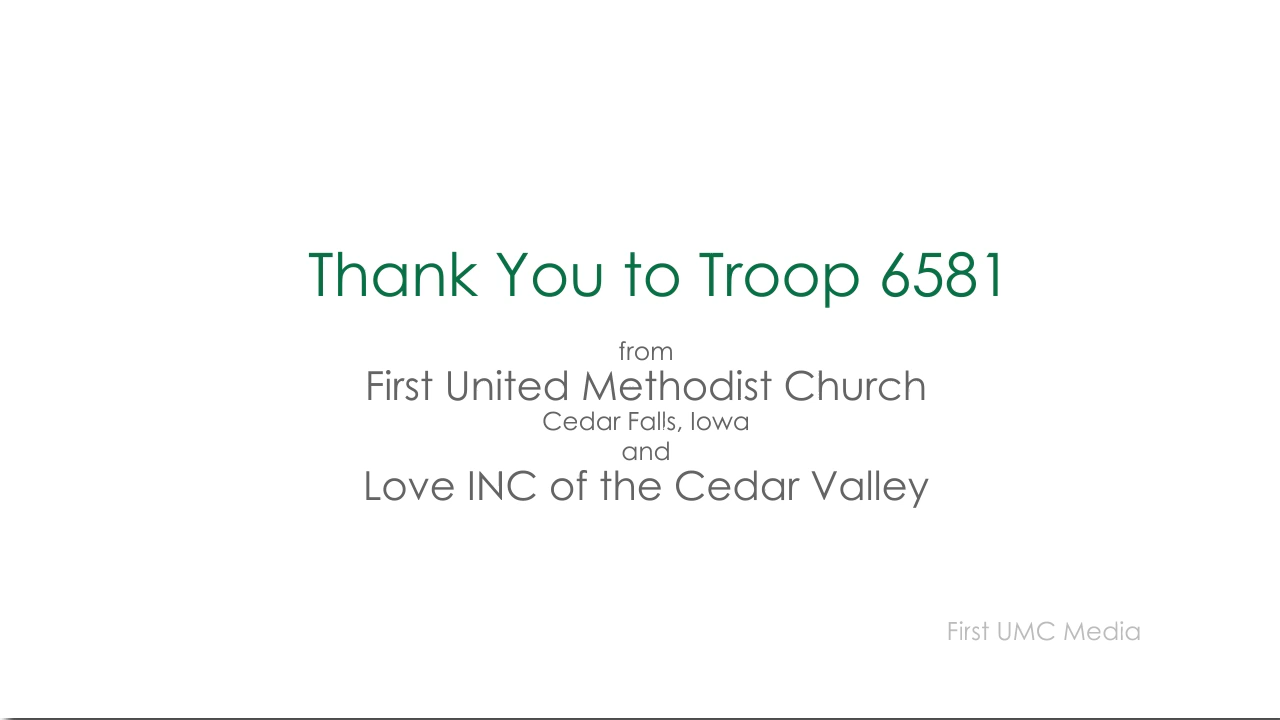 Thank You to Troop 6581
from
First United Methodist Church
Cedar Falls, Iowa
and
Love INC of the Cedar Valley
First UMC Media